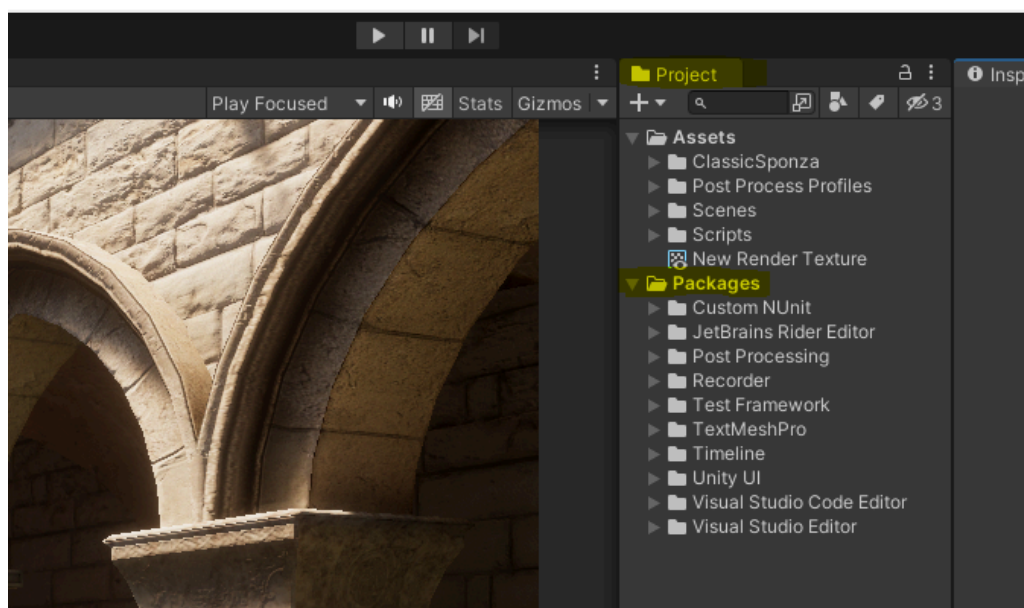 Project
Insp
Play Focused
Stats
Gizmos
3
Assets
ClassicSponza
Post Process Profiles
Scenes
Scripts
New Render Texture
Packages
Custom NUnit
JetBrains Rider Editor
Post Processing
Recorder
Test Framework
TextMeshPro
Timeline
Unity UI
Visual Studio Code Editor
Visual Studio Editor